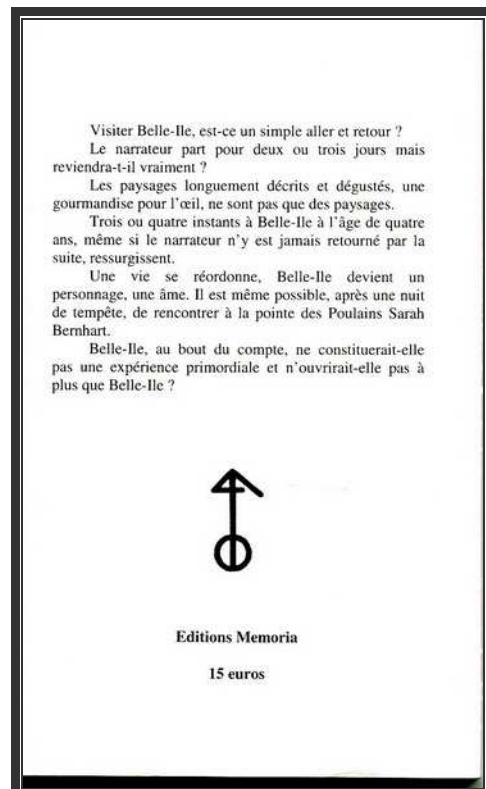 Visiter Belle-Ile, est-ce un simple aller et retour ?
Le narrateur part pour deux ou trois jours mais
reviendra-t-il vraiment ?
Les paysages longuement décrits et dégustés, une
gourmandise pour l'œil, ne sont pas que des paysages.
Trois ou quatre instants à Belle-Ile à l'âge de quatre
ans, même si le narrateur n'y est jamais retourné par la
suite, ressurgissent.
Une vie se réordonne, Belle-Ile devient un
personnage, une âme. Il est même possible, après une nuit
de tempête, de rencontrer à la pointe des Poulains Sarah
Bernhart.
Belle-Ile, au bout du compte, ne constituerait-elle
pas une expérience primordiale et n'ouvrirait-elle pas à
plus que Belle-Ile ?
Editions Memoria
15 euros